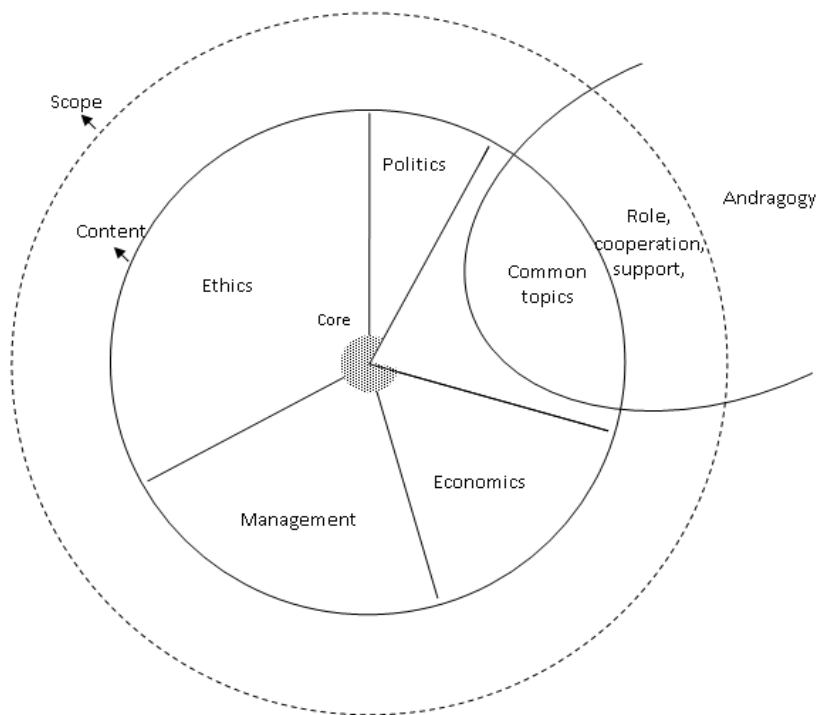 Scope
Politics
Andragogy
Role,
Content
cooperation,
support,
Common
topics
Ethics
Core
Economics
Management